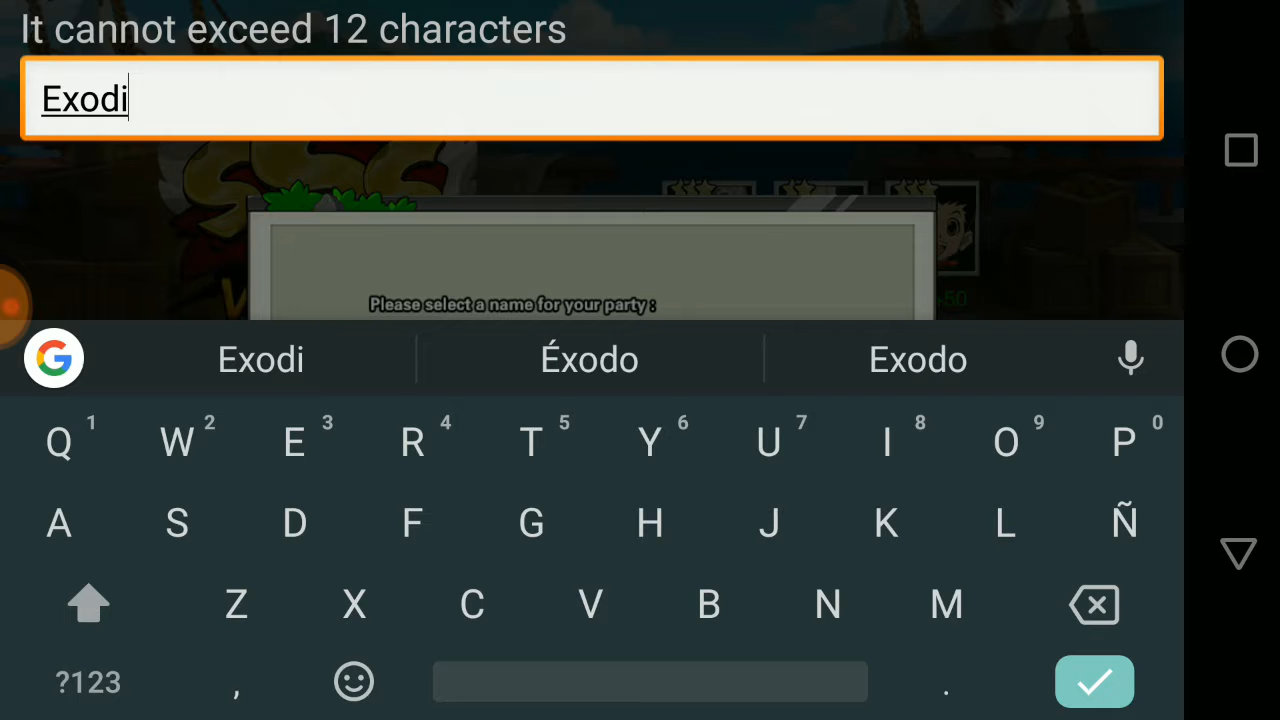 It cannot exceed 12 characters
Exodi
Please select a name for your party :
+50
Exodi Éxodo Exodo
Q 1 W 2 E 3 R 4 T 5 Y 6 U 7 I 8 O 9 P 0
A S D F G H J K L Ñ
Z X C V B N M
?123 , .